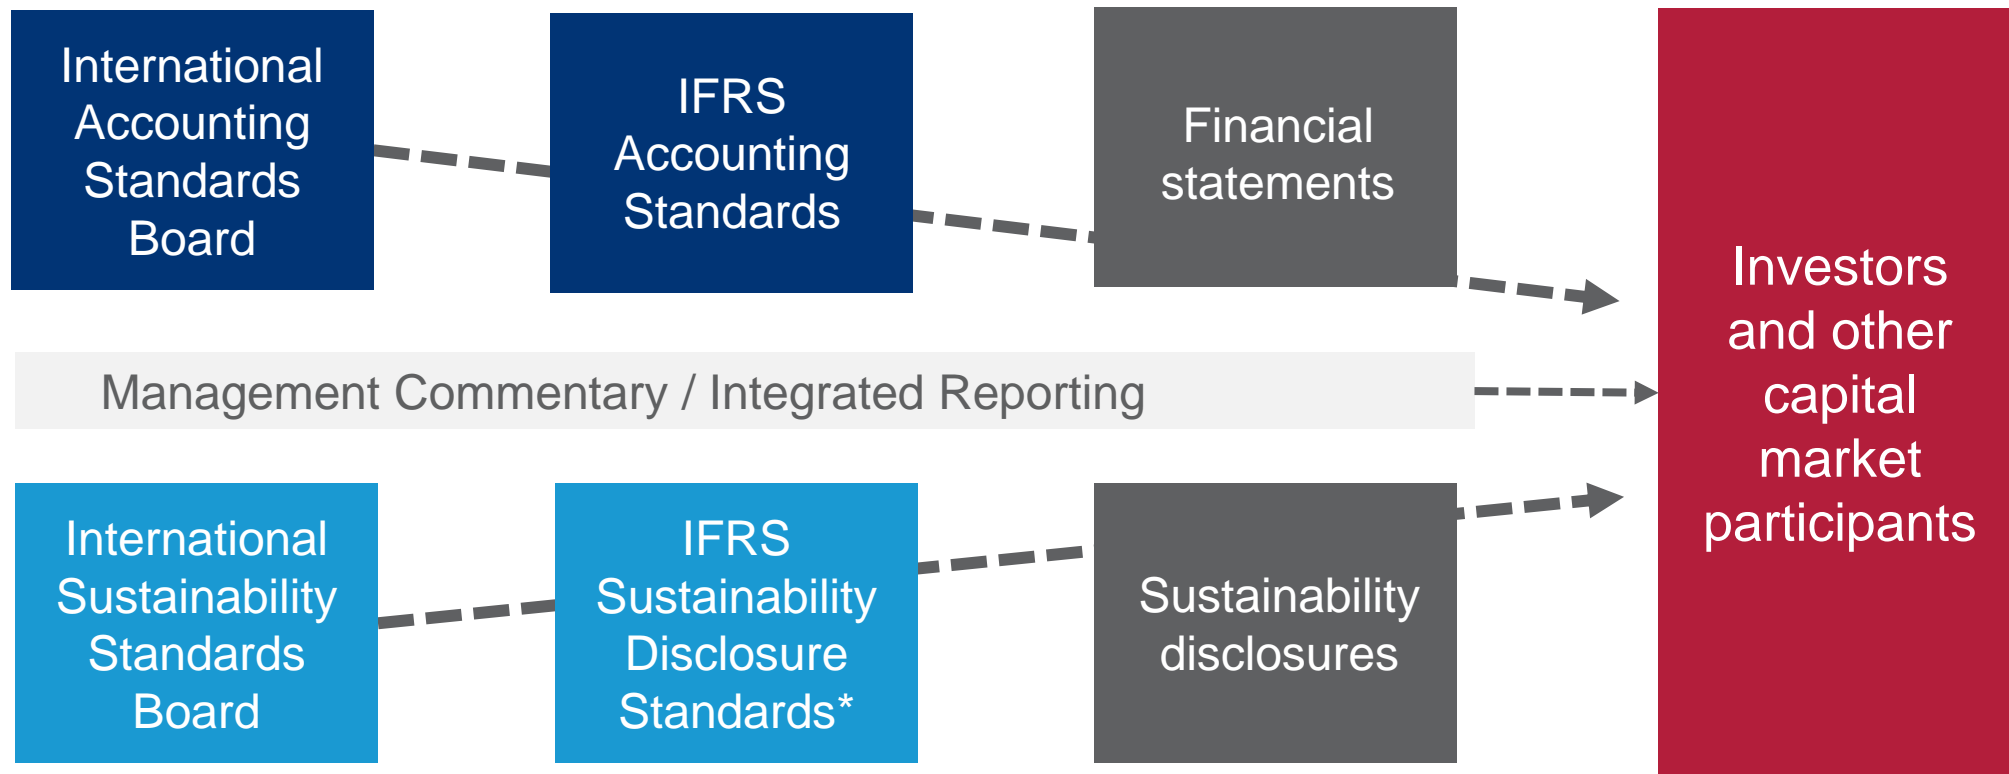 International
Accounting
Standards
Board
IFRS
Accounting
Standards
Financial
statements
Management Commentary / Integrated Reporting
International
Sustainability
Standards
Board
IFRS
Sustainability
Disclosure
Standards*
Sustainability
disclosures
Investors
and other
capital
market
participants